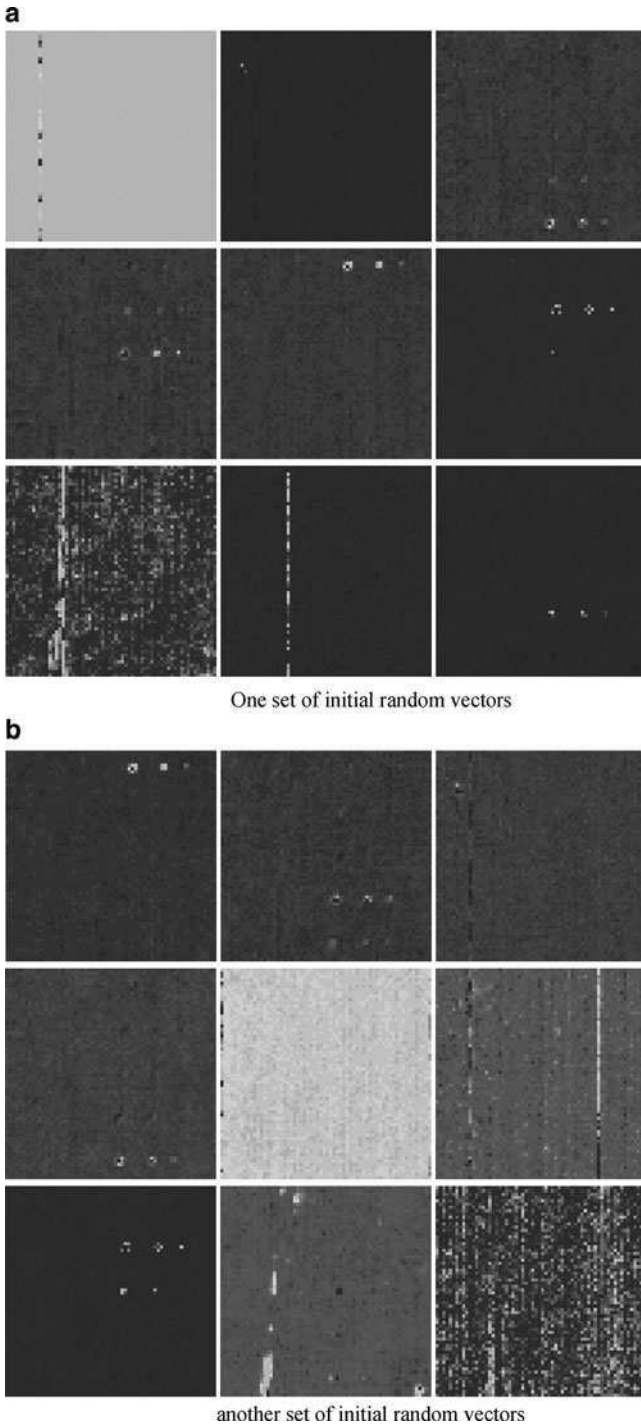 a
One set of initial random vectors
b
another set of initial random vectors